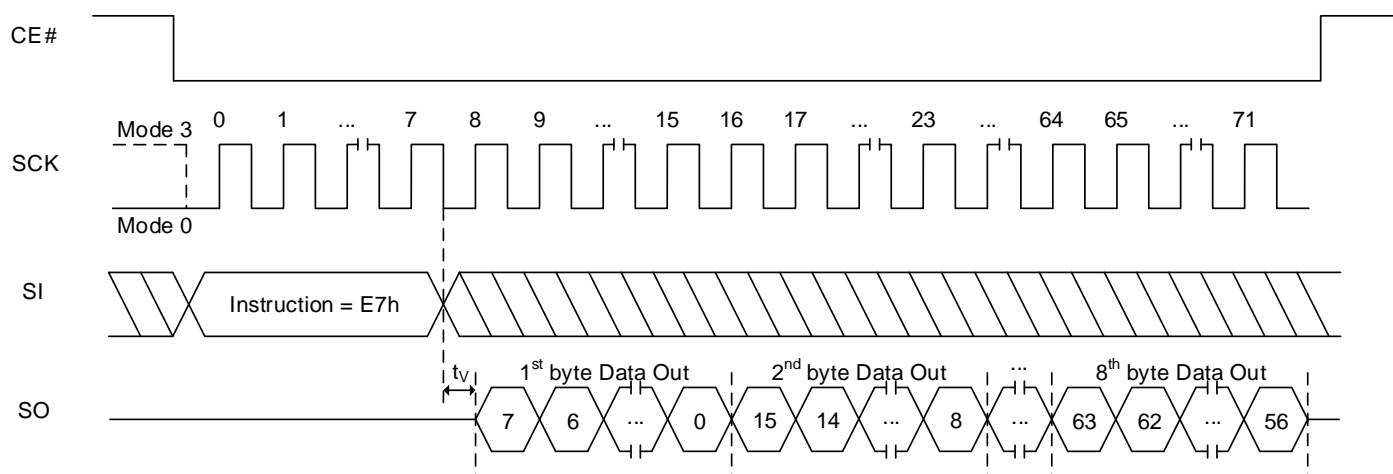 CE#
0 1 ... 7 8 9 ... 15 16 17 ... 23 ... 64 65 ... 71
Mode 3
SCK
Mode 0
SI
Instruction = E7h
tV 1st byte Data Out 2nd byte Data Out ... 8th byte Data Out
SO
7 6 ... 0 15 14 ... 8 ... 63 62 ... 56